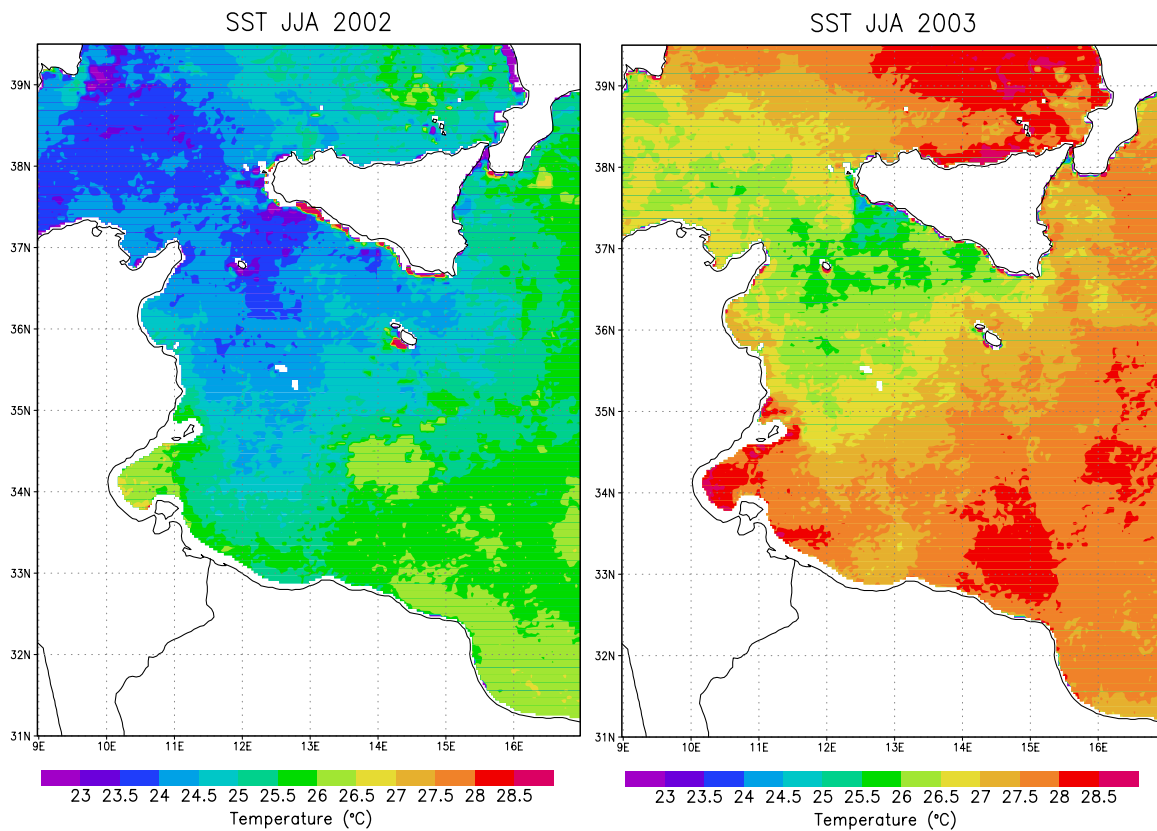 SST JJA 2002
SST JJA 2003
39N
38N
37N
36N
35N
34N
33N
32N
31N
9E 10E 11E 12E 13E 14E 15E 16E
39N
38N
37N
36N
35N
34N
33N
32N
31N
9E 10E 11E 12E 13E 14E 15E 16E
23 23.5 24 24.5 25 25.5 26 26.5 27 27.5 28 28.5
Temperature (°C)
23 23.5 24 24.5 25 25.5 26 26.5 27 27.5 28 28.5
Temperature (°C)